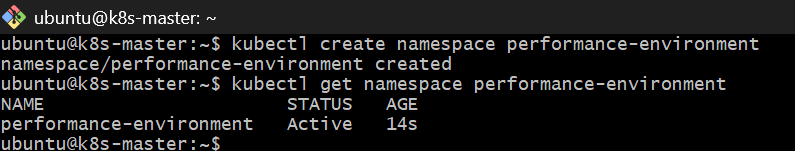 ubuntu@k8s-master: ~
ubuntu@k8s-master:~$ kubectl create namespace performance-environment
namespace/performance-environment created
ubuntu@k8s-master:~$ kubectl get namespace performance-environment
NAME                      STATUS   AGE
performance-environment   Active   14s
ubuntu@k8s-master:~$